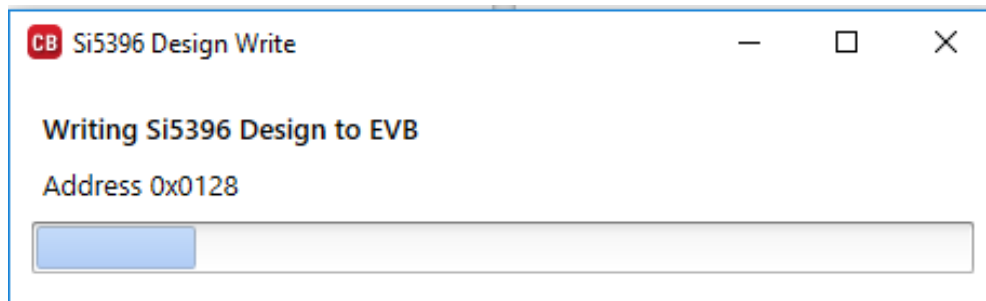 CB Si5396 Design Write
Writing Si5396 Design to EVB
Address 0x0128